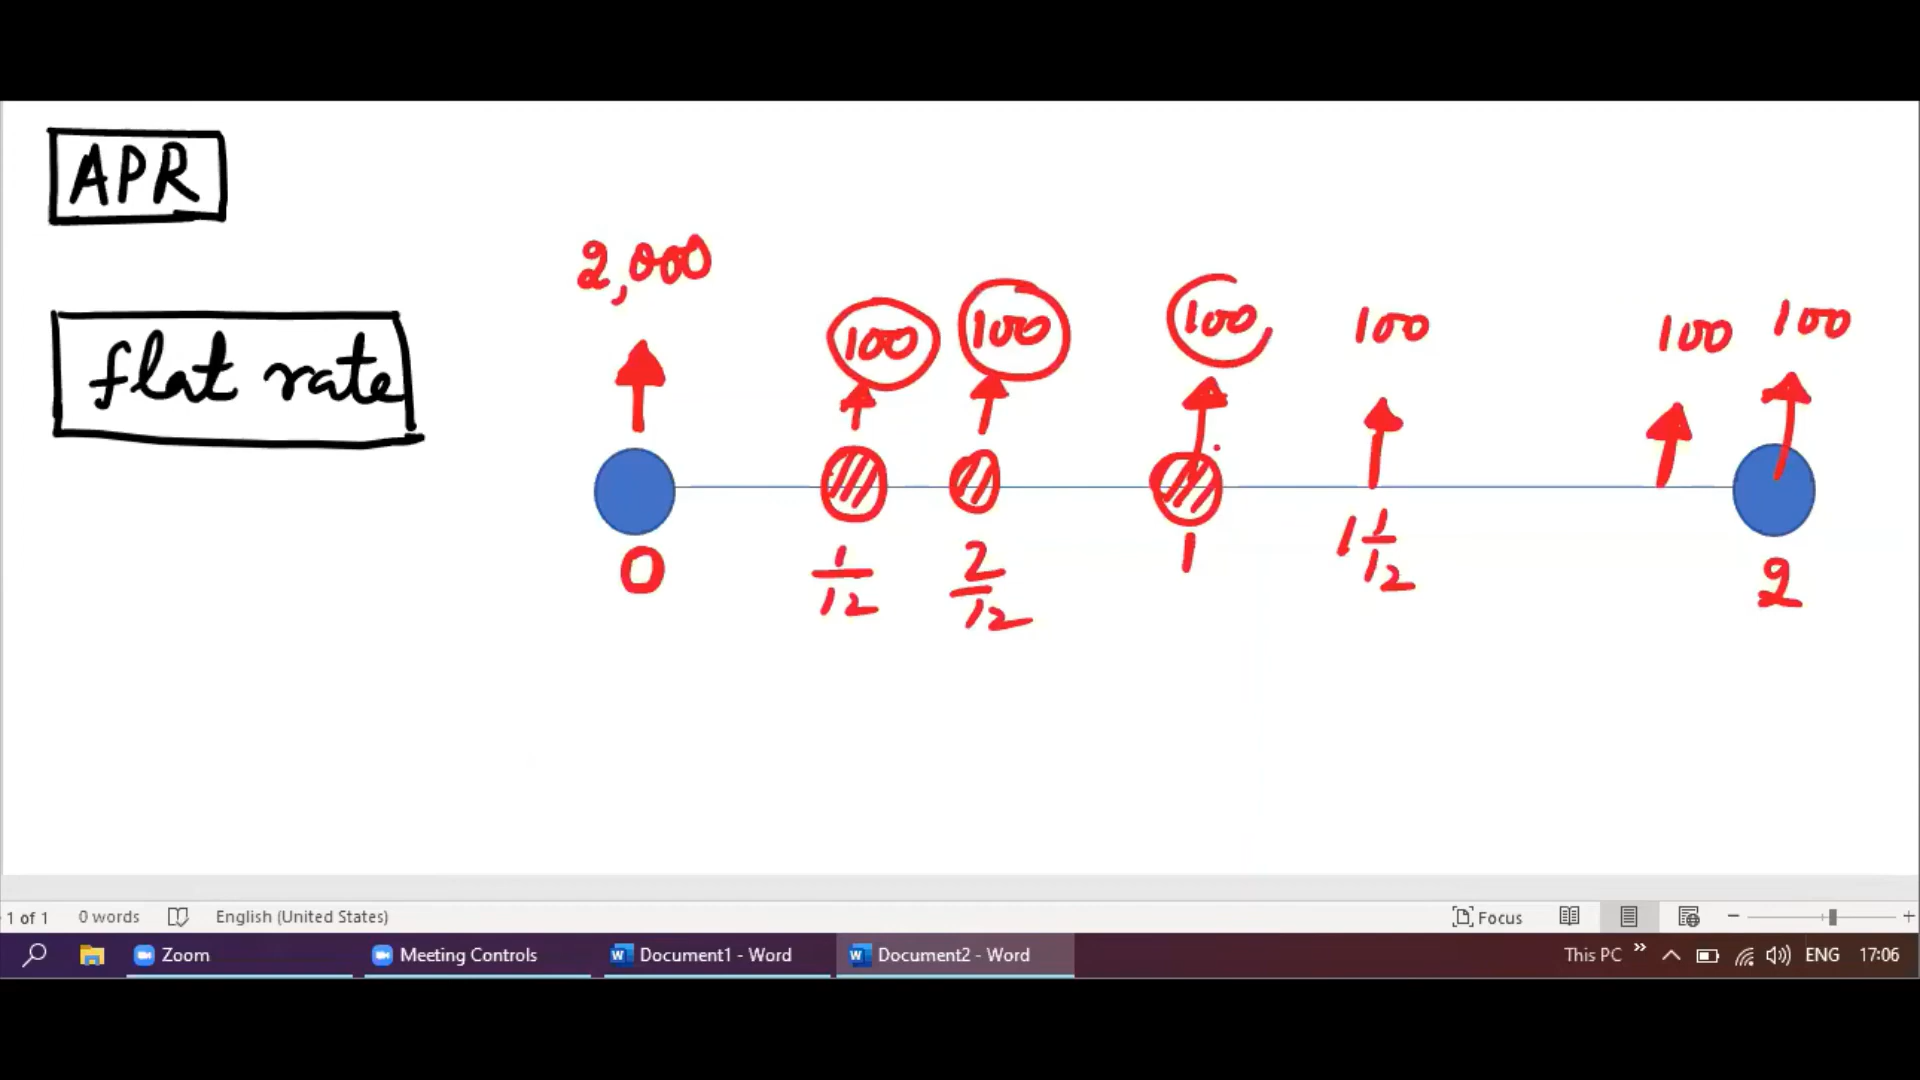 APR
flat rate
2,000
100 100 100 100 100 100
0 1/12 2/12 1 1 1/12 2
1 of 1 0 words English (United States) Focus
Zoom Meeting Controls Document1 - Word Document2 - Word This PC » ENG 17:06